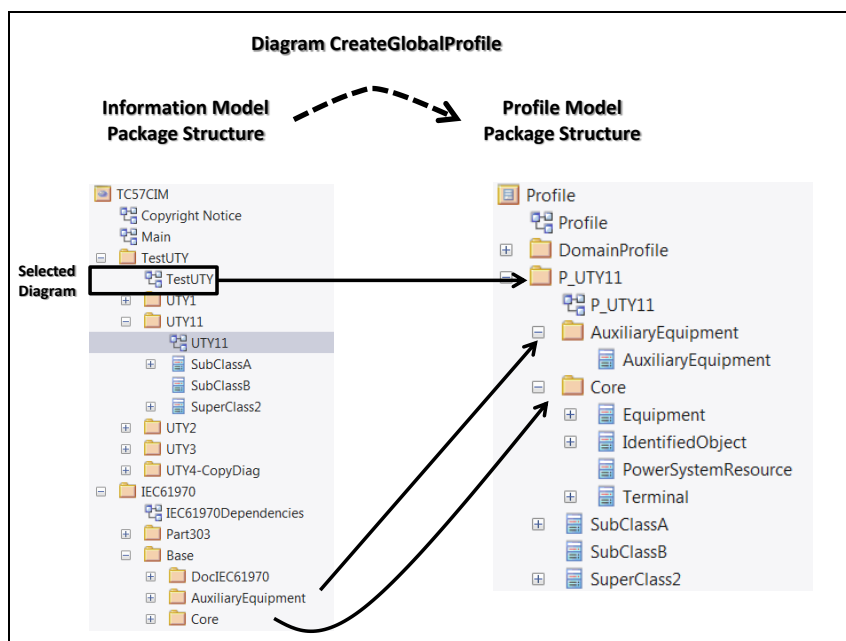 Diagram CreateGlobalProfile
Information Model
Package Structure
Profile Model
Package Structure
TC57CIM
Copyright Notice
Main
TestUTY
Selected
Diagram
TestUTY
UTY1
UTY11
UTY11
SubClassA
SubClassB
SuperClass2
UTY2
UTY3
UTY4-CopyDiag
IEC61970
IEC61970Dependencies
Part303
Base
DocIEC61970
AuxiliaryEquipment
Core
Profile
Profile
DomainProfile
P_UTY11
P_UTY11
AuxiliaryEquipment
AuxiliaryEquipment
Core
Equipment
IdentifiedObject
PowerSystemResource
Terminal
SubClassA
SubClassB
SuperClass2